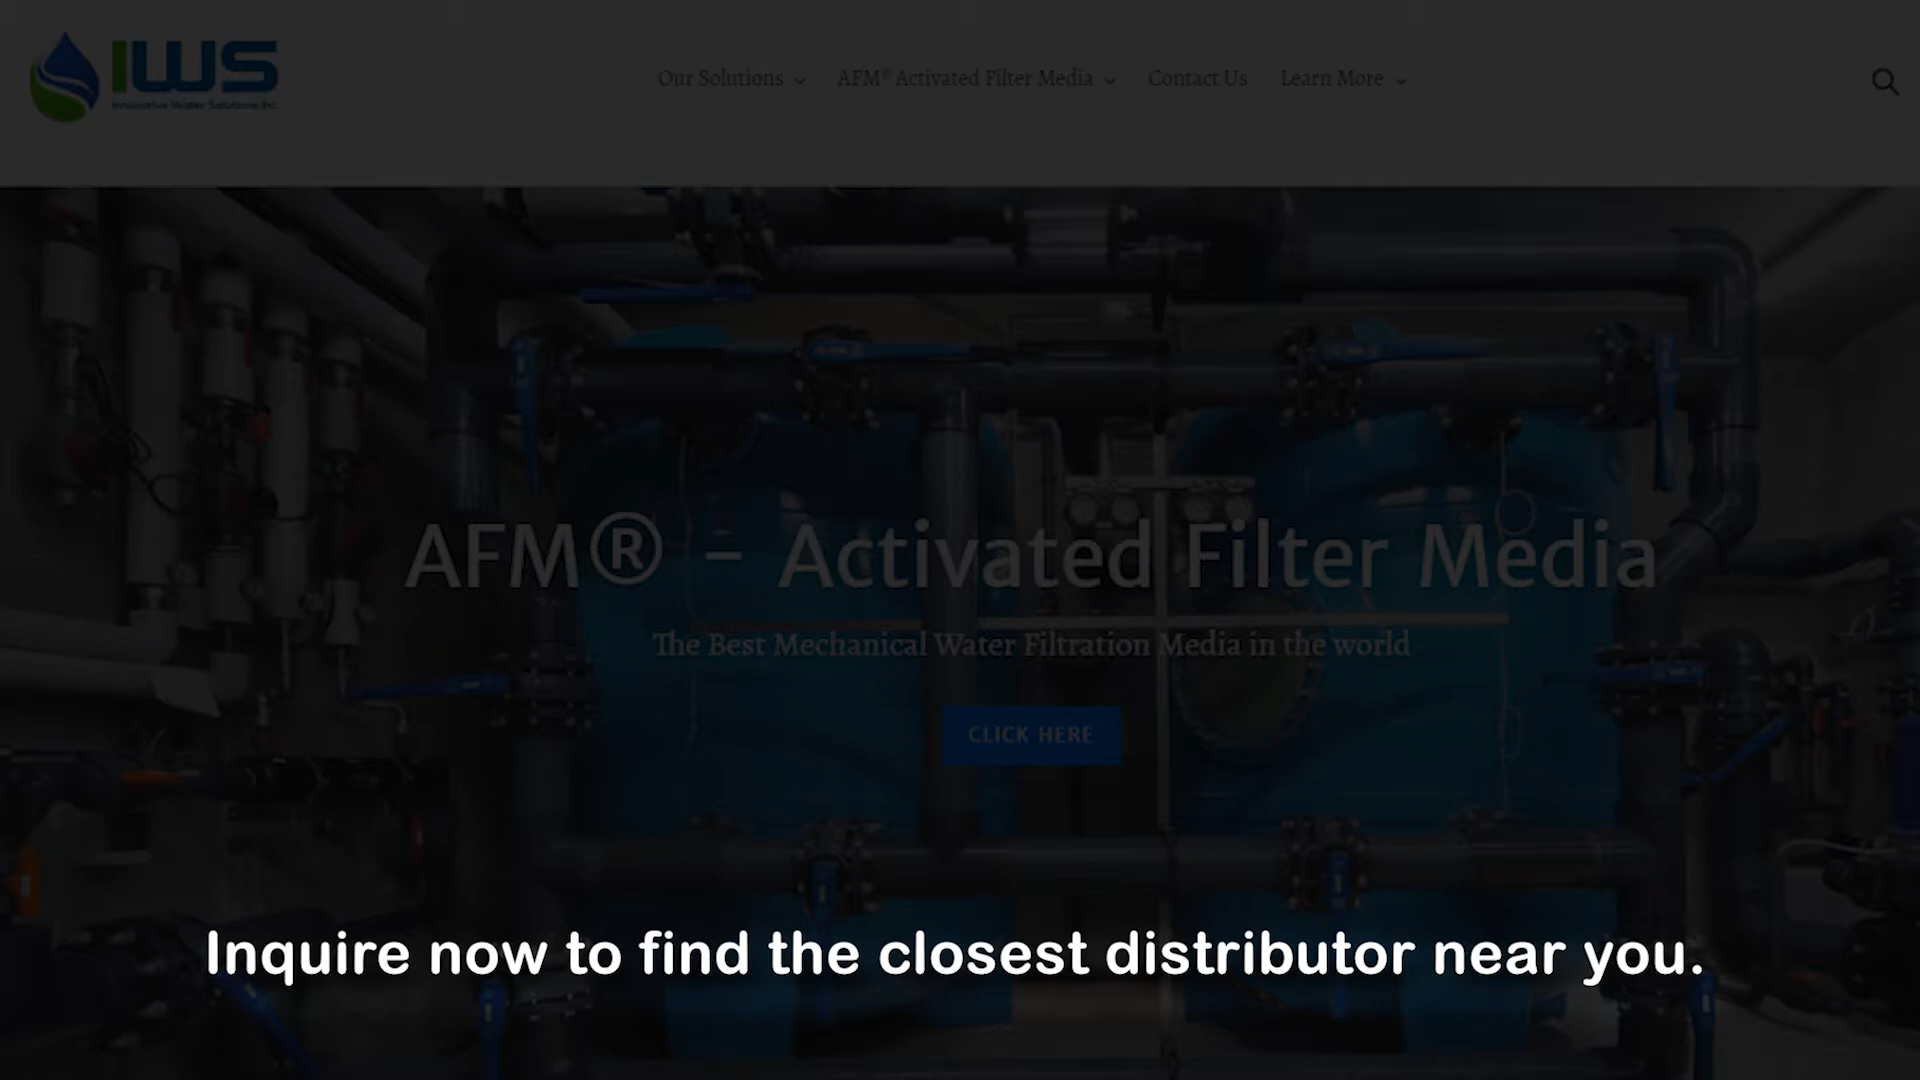 IWS
Innovative Water Solutions Inc.
Our Solutions
AFM® Activated Filter Media
Contact Us
Learn More
AFM® - Activated Filter Media
The Best Mechanical Water Filtration Media in the world
CLICK HERE
Inquire now to find the closest distributor near you.